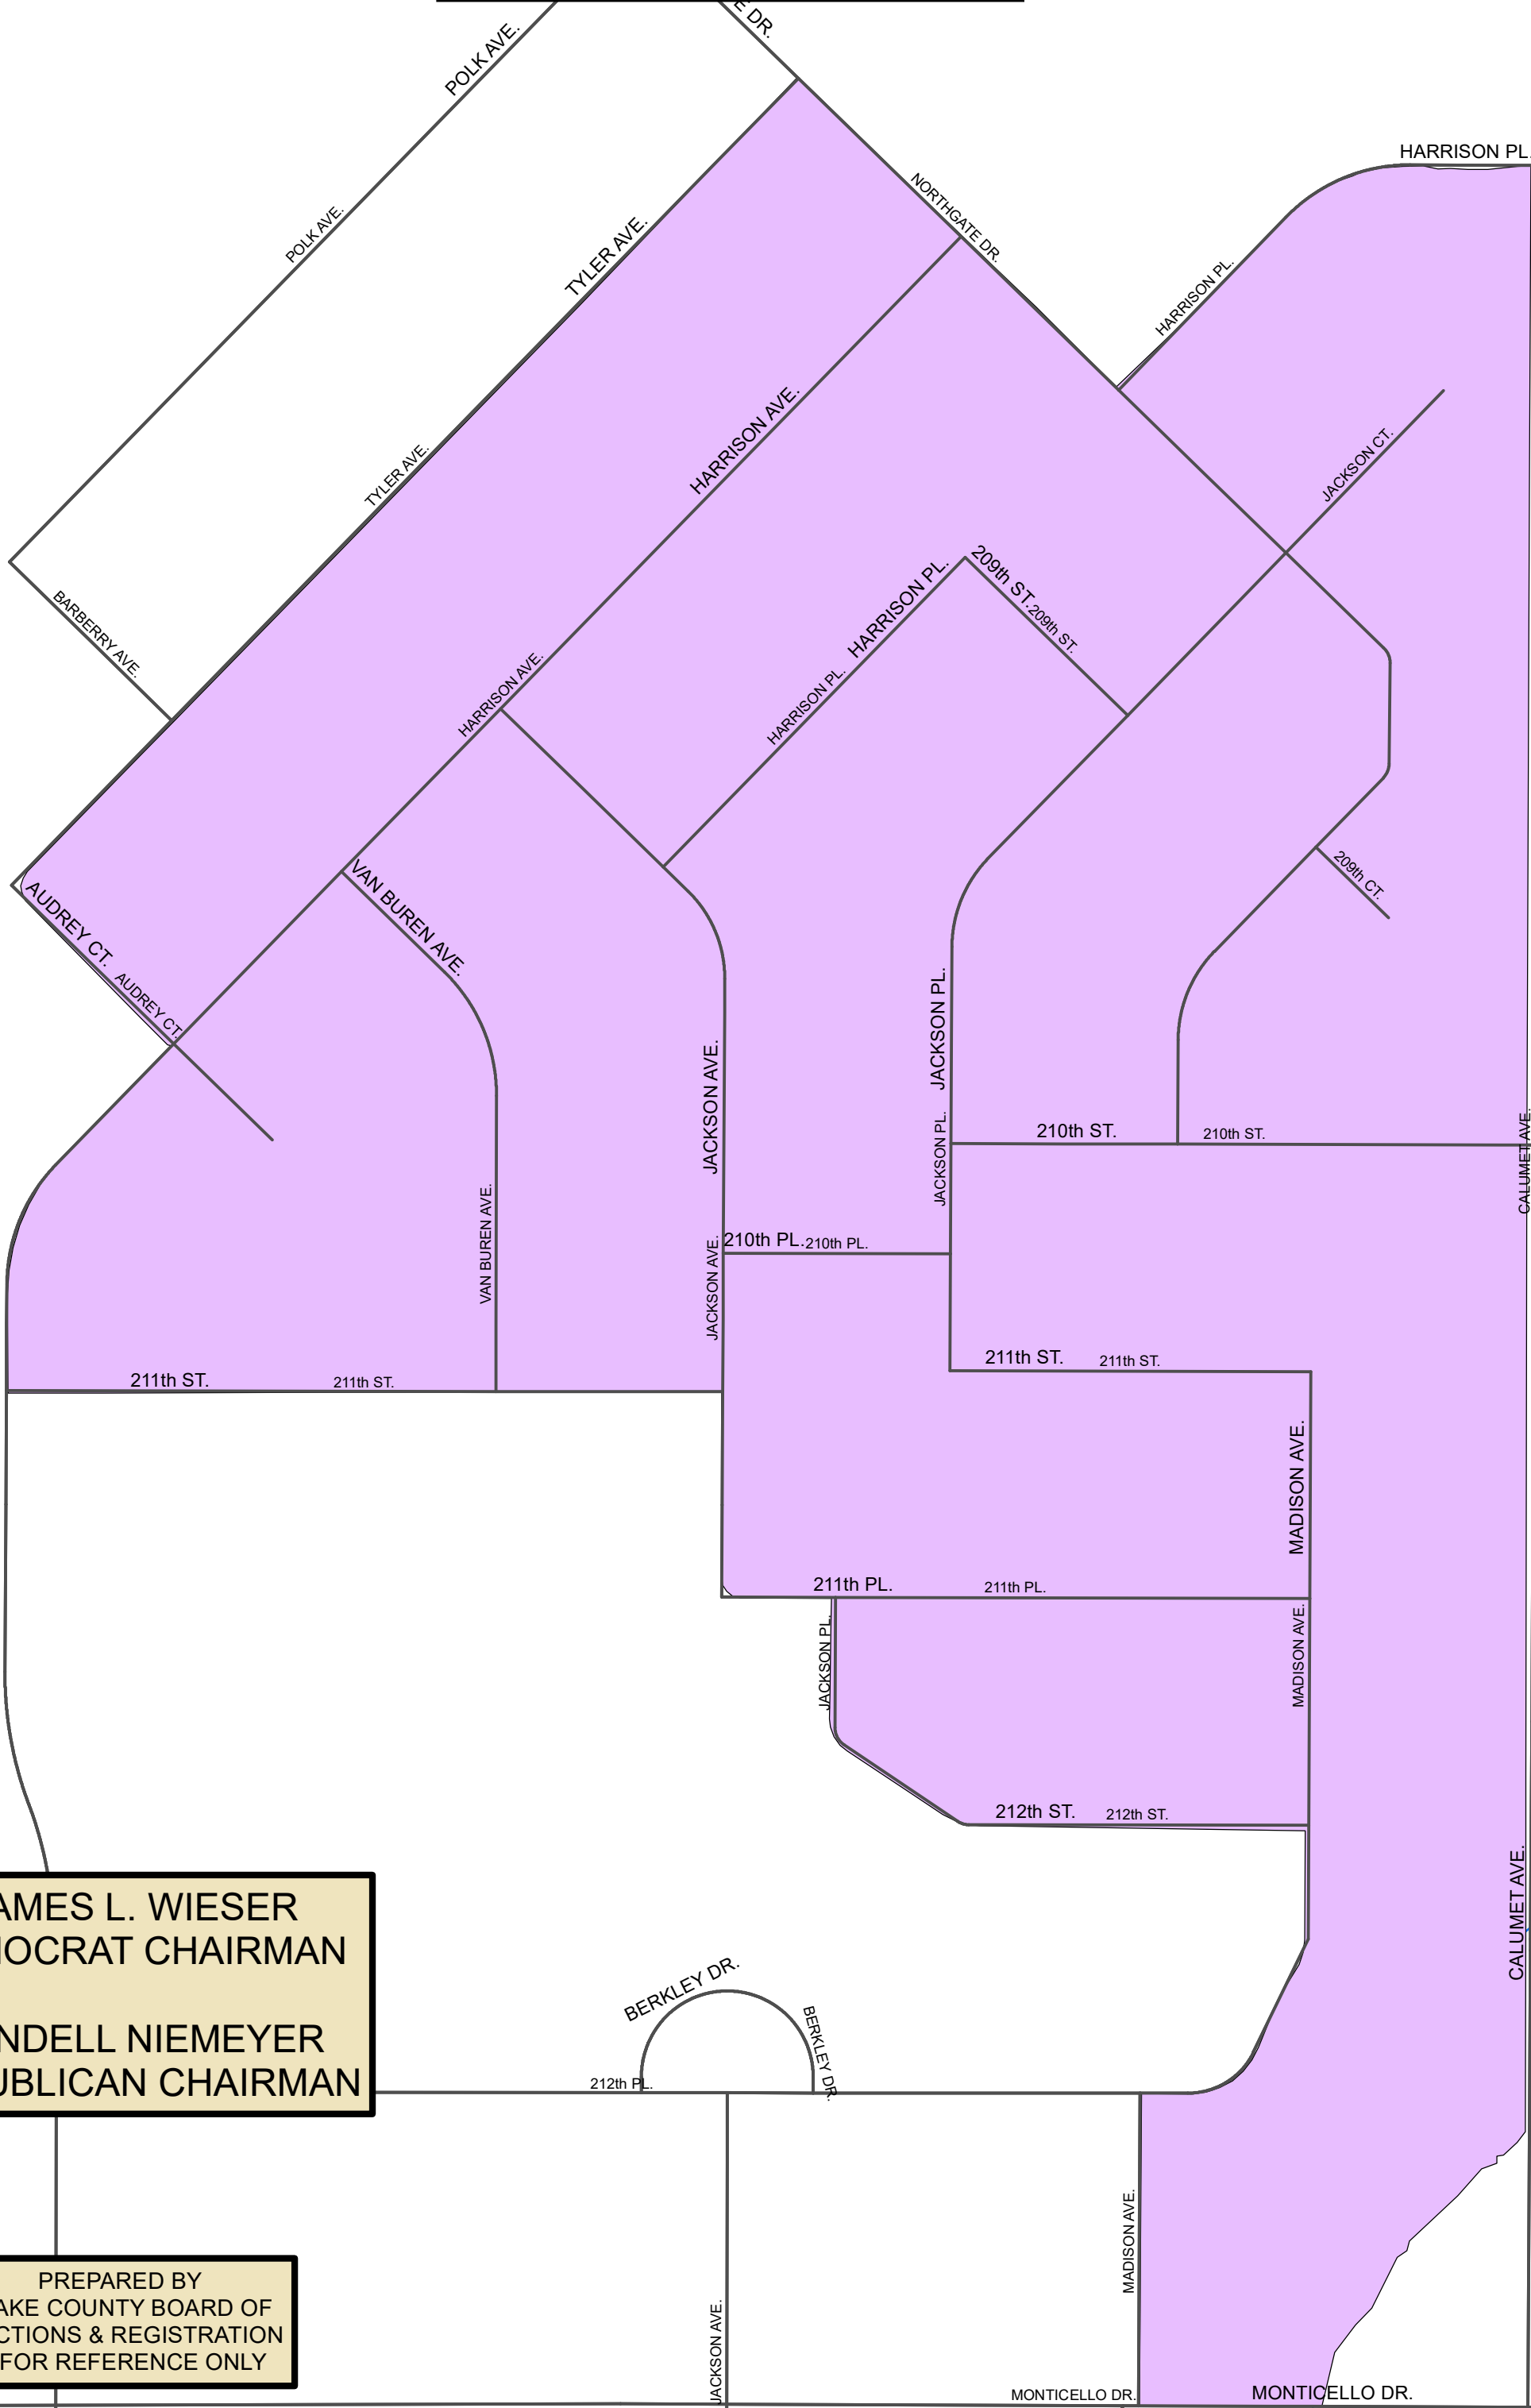 E DR.
POLK AVE.
HARRISON PL.
NORTHGATE DR.
POLK AVE.
TYLER AVE.
HARRISON PL.
HARRISON AVE.
JACKSON CT.
TYLER AVE.
209th ST.
209th ST.
HARRISON PL.
BARBERRY AVE.
HARRISON AVE.
HARRISON PL.
209th CT.
VAN BUREN AVE.
AUDREY CT.
AUDREY CT.
JACKSON AVE.
JACKSON PL.
210th ST.
210th ST.
CALUMET AVE.
JACKSON PL.
VAN BUREN AVE.
JACKSON AVE.
210th PL.
210th PL.
211th ST.
211th ST.
211th ST.
211th ST.
MADISON AVE.
211th PL.
211th PL.
JACKSON PL.
MADISON AVE.
212th ST.
212th ST.
CALUMET AVE.
AMES L. WIESER
MOCRAT CHAIRMAN
NDELL NIEMEYER
UBLICAN CHAIRMAN
BERKLEY DR.
BERKLEY DR.
212th PL.
MADISON AVE.
JACKSON AVE.
PREPARED BY
AKE COUNTY BOARD OF
CTIONS & REGISTRATION
FOR REFERENCE ONLY
MONTICELLO DR.
MONTICELLO DR.